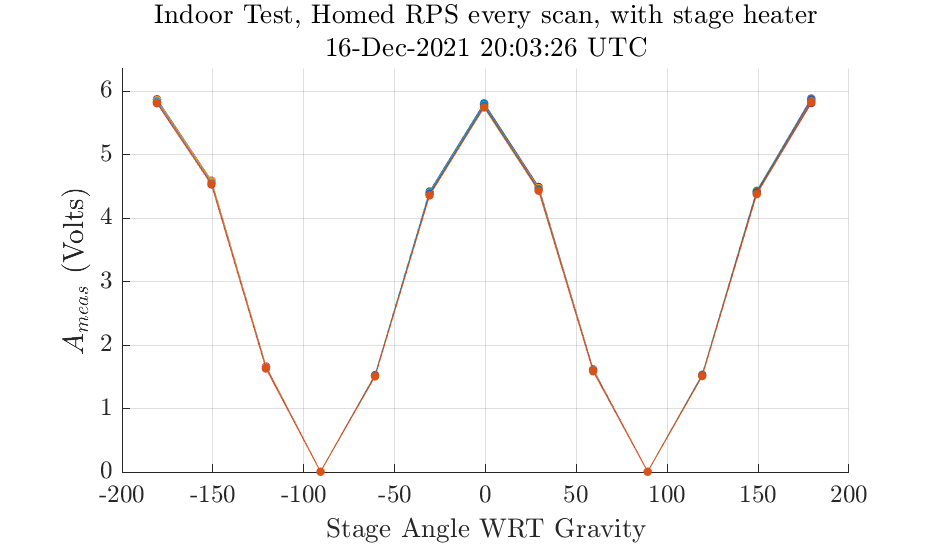 Indoor Test, Homed RPS every scan, with stage heater
16-Dec-2021 20:03:26 UTC
A_meas (Volts)
6
5
4
3
2
1
0
-200 -150 -100 -50 0 50 100 150 200
Stage Angle WRT Gravity